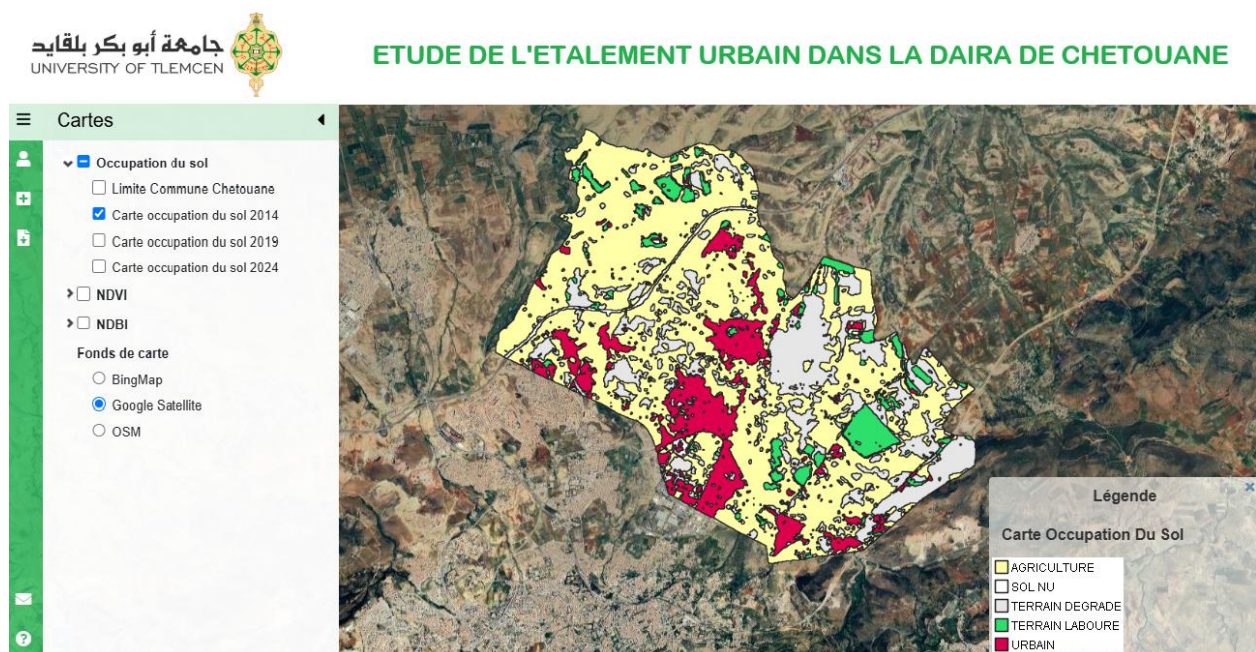 جامعة أبو بكر بلقايد
UNIVERSITY OF TLEMCEN
ETUDE DE L'ETALEMENT URBAIN DANS LA DAIRA DE CHETOUANE
Cartes
Occupation du sol
Limite Commune Chetouane
Carte occupation du sol 2014
Carte occupation du sol 2019
Carte occupation du sol 2024
NDVI
NDBI
Fonds de carte
BingMap
Google Satellite
OSM
Légende
Carte Occupation Du Sol
AGRICULTURE
SOL NU
TERRAIN DEGRADE
TERRAIN LABOURE
URBAIN